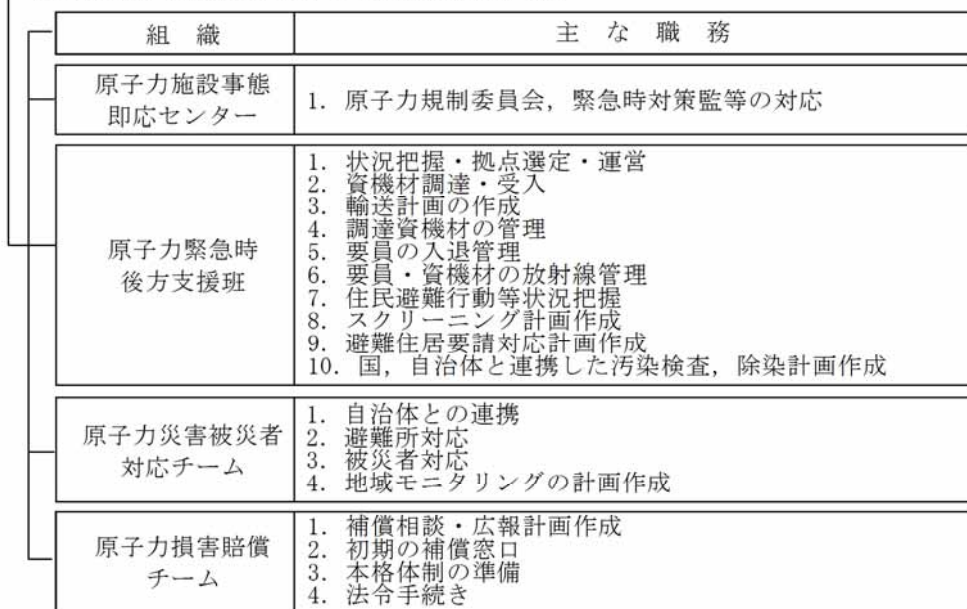 組　織　主　な　職　務
原子力施設事態
即応センター
1．原子力規制委員会，緊急時対策監等の対応
原子力緊急時
後方支援班
1．状況把握・拠点選定・運営
2．資機材調達・受入
3．輸送計画の作成
4．調達資機材の管理
5．要員の入退管理
6．要員・資機材の放射線管理
7．住民避難行動等状況把握
8．スクリーニング計画作成
9．避難住居要請対応計画作成
10．国，自治体と連携した汚染検査，除染計画作成
原子力災害被災者
対応チーム
1．自治体との連携
2．避難所対応
3．被災者対応
4．地域モニタリングの計画作成
原子力損害賠償
チーム
1．補償相談・広報計画作成
2．初期の補償窓口
3．本格体制の準備
4．法令手続き